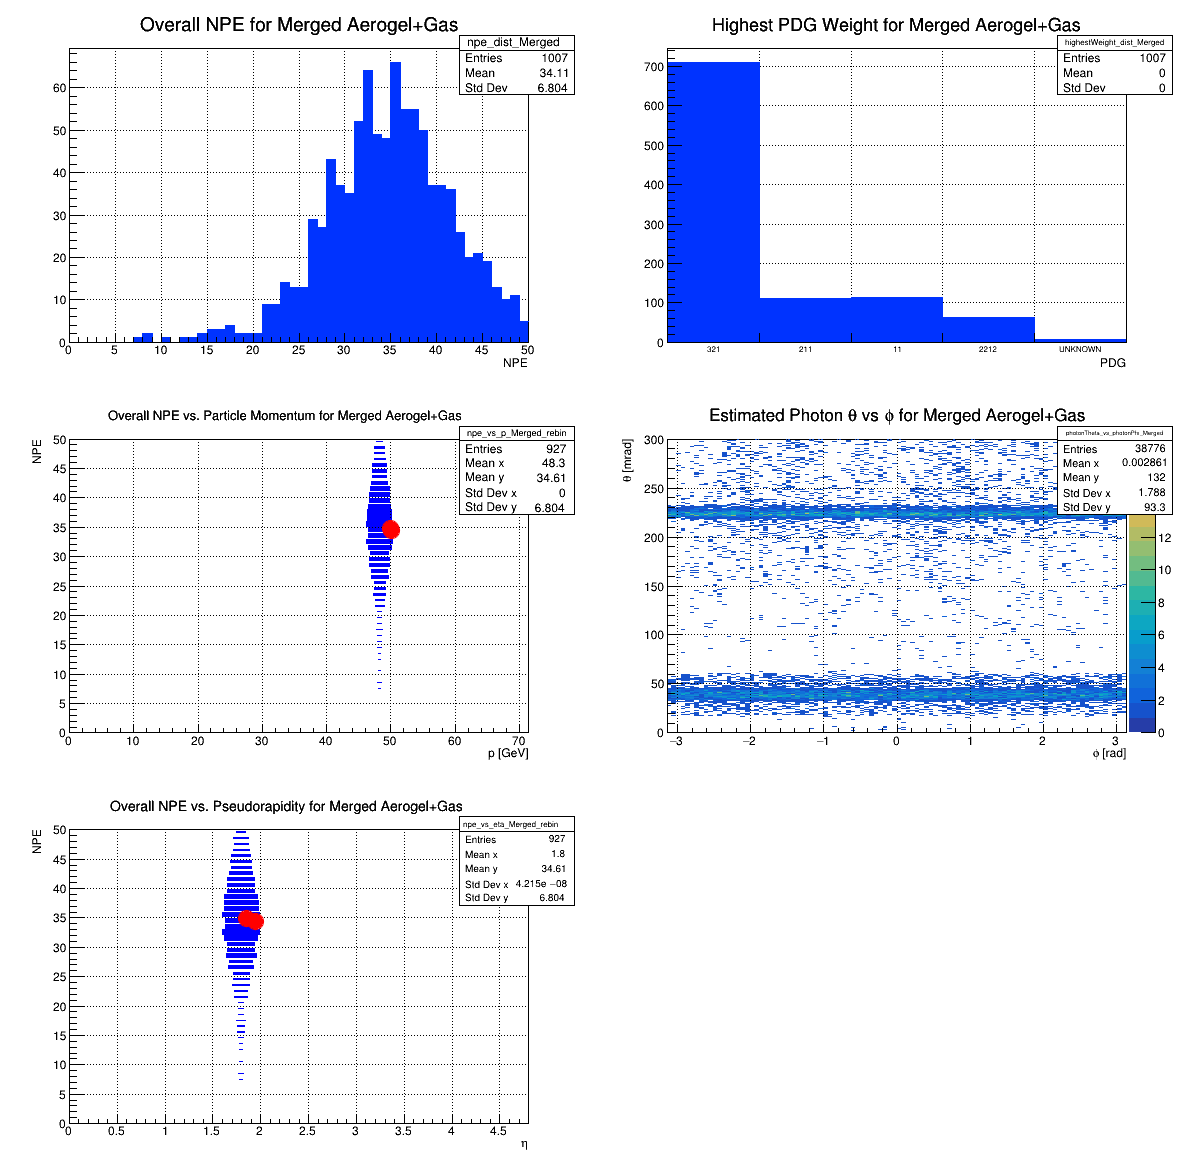 Overall NPE for Merged Aerogel+Gas
npe_dist_Merged
Entries 1007
Mean 34.11
Std Dev 6.804
60
50
40
30
20
10
0
0 5 10 15 20 25 30 35 40 45 50
NPE
Highest PDG Weight for Merged Aerogel+Gas
highestWeight_dist_Merged
Entries 1007
Mean 0
Std Dev 0
700
600
500
400
300
200
100
0
321 211 11 2212 UNKNOWN
PDG
Overall NPE vs. Particle Momentum for Merged Aerogel+Gas
NPE
npe_vs_p_Merged_rebin
Entries 927
Mean x 48.3
Mean y 34.61
Std Dev x 0
Std Dev y 6.804
50
45
40
35
30
25
20
15
10
5
0
0 10 20 30 40 50 60 70
p [GeV]
Estimated Photon θ vs ϕ for Merged Aerogel+Gas
θ [mrad]
photonTheta_vs_photonPhi_Merged
Entries 38776
Mean x 0.002861
Mean y 132
Std Dev x 1.788
Std Dev y 93.3
300
250
200
150
100
50
0
−3 −2 −1 0 1 2 3
ϕ [rad]
12
10
8
6
4
2
0
Overall NPE vs. Pseudorapidity for Merged Aerogel+Gas
NPE
npe_vs_eta_Merged_rebin
Entries 927
Mean x 1.8
Mean y 34.61
Std Dev x 4.215e −08
Std Dev y 6.804
50
45
40
35
30
25
20
15
10
5
0
0 0.5 1 1.5 2 2.5 3 3.5 4 4.5
η